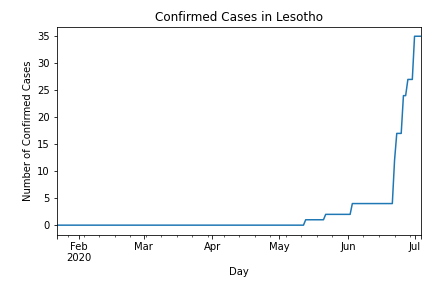 Confirmed Cases in Lesotho
Number of Confirmed Cases
35
30
25
20
15
10
5
0
Feb
2020
Mar
Apr
May
Jun
Jul
Day